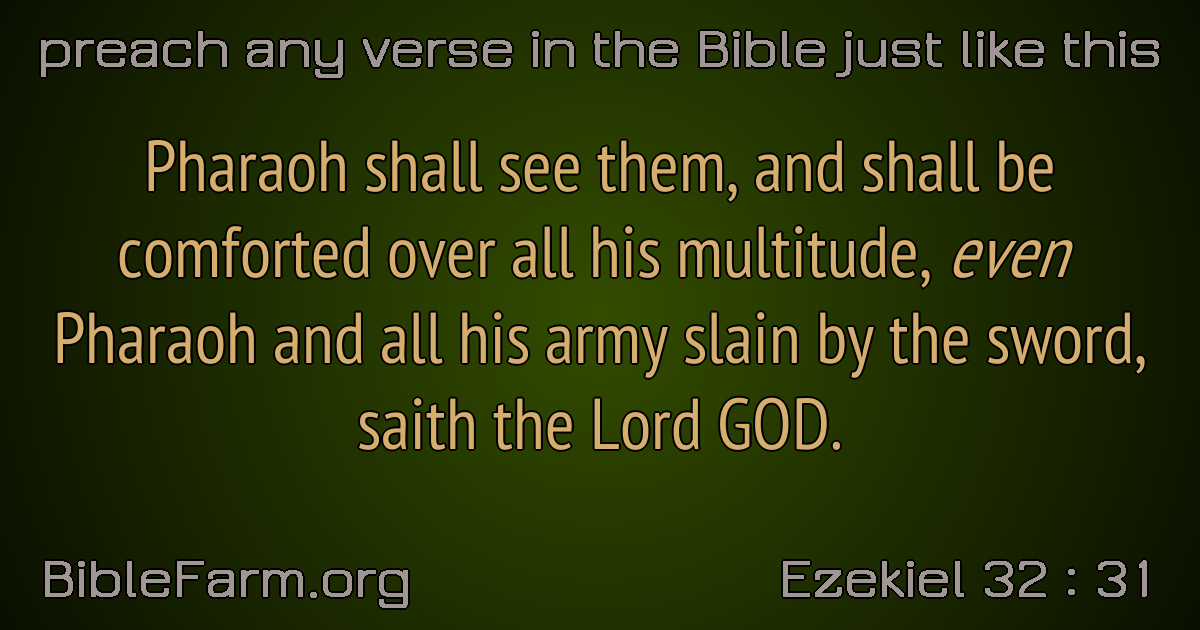 preach any verse in the Bible just like this
Pharaoh shall see them, and shall be
comforted over all his multitude, even
Pharaoh and all his army slain by the sword,
saith the Lord GOD.
BibleFarm.org
Ezekiel 32 : 31